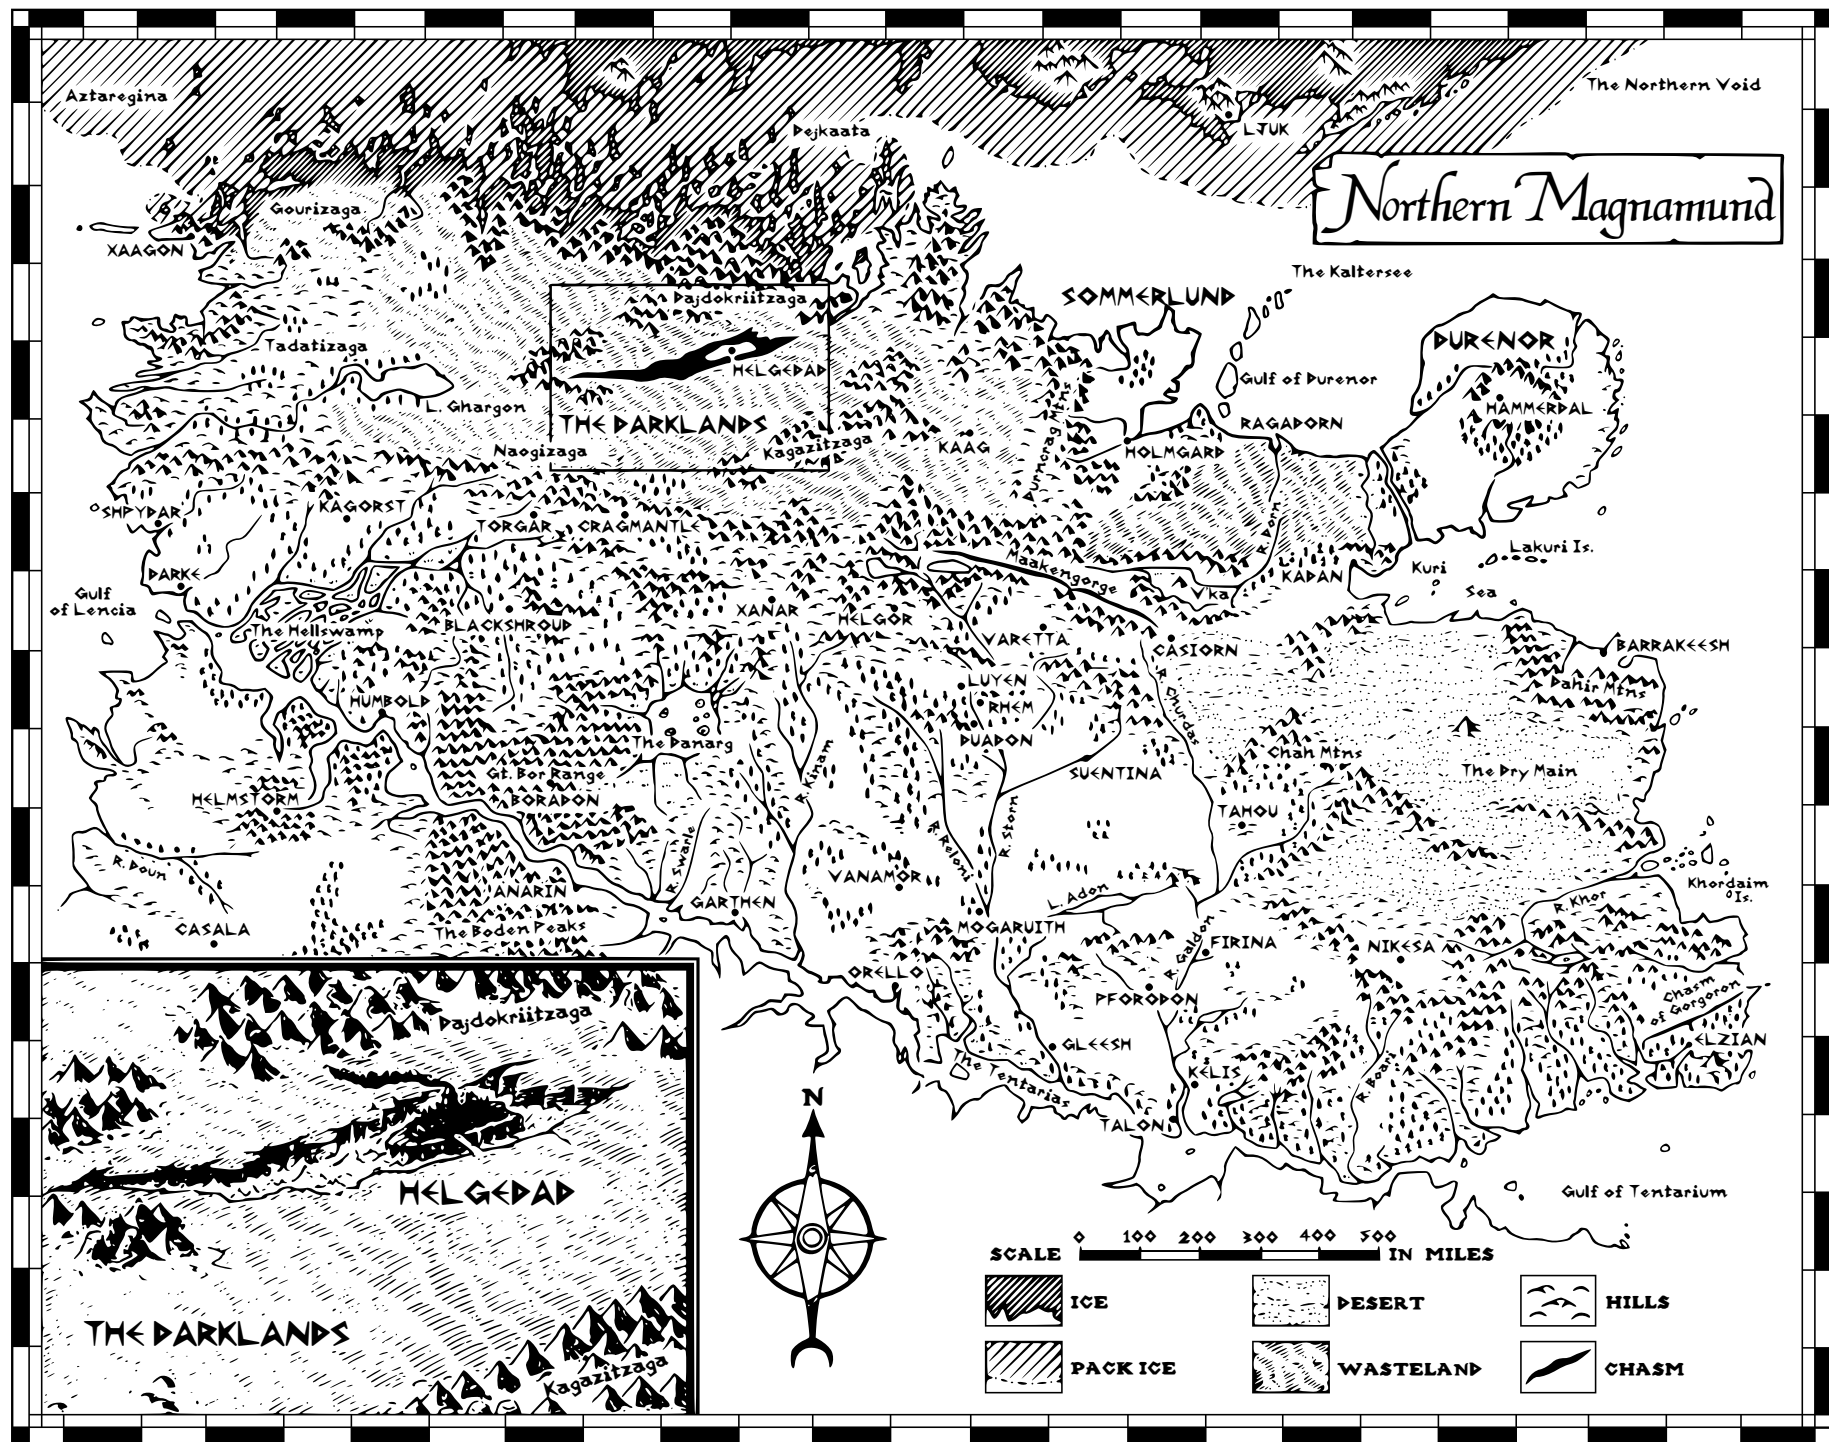 Aztaregina
The Northern Void
Dejkaata
LJUK
Northern Magnamund
Gourizaga
XAAGON
The Kaltersee
SOMMERLUND
Dajdokriitzaga
DURENOR
Tadatizaga
HELGEDAD
Gulf of Durenor
L. Ghargon
HAMMERDAL
THE DARKLANDS
RAGADORN
Durncrag Mtns
Naogizaga
Kagazitzaga
KAAG
HOLMGARD
SHPYDAR
KAGORST
TORGAR
CRAGMANTLE
R. Dorn
Lakuri Is.
Maakengorge
Kuri
Sea
DARKE
KADAN
V'ka
Gulf
of Lencia
XANAR
HELGOR
The Hellswamp
BLACKSHROUD
VARETTA
CASIORN
BARRAKEESH
LUYEN
R. Churdas
Dahir Mtns
HUMBOLD
RHEM
DUADON
The Danarg
Chah Mtns
The Dry Main
SUENTINA
Gt. Bor Range
R. Kinam
HELMSTORM
BORADON
TAHOU
R. Storn
R. Reloni
R. Swarle
R. Doun
VANAMOR
ANARIN
L. Adon
Khordaim
Is.
R. Khor
GARTHEN
CASALA
The Boden Peaks
MOGARUITH
FIRINA
NIKESA
R. Galdon
ORELLO
PFORODON
Chasm
of Gorgoron
Dajdokriitzaga
GLEESH
ELZIAN
The Tentarias
KELIS
R. Boari
N
TALON
HELGEDAD
Gulf of Tentarium
0 100 200 300 400 500
SCALE IN MILES
ICE
DESERT
HILLS
THE DARKLANDS
Kagazitzaga
PACK ICE
WASTELAND
CHASM